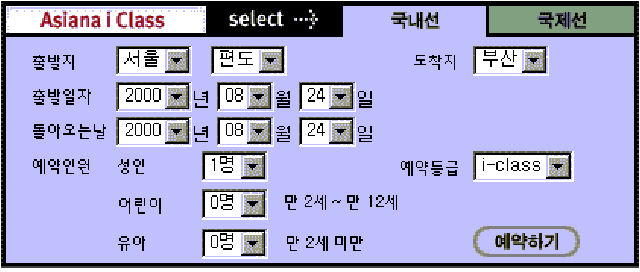 Asiana i Class select 국내선 국제선
출발지 서울 편도 도착지 부산
출발일자 2000 년 08 월 24 일
돌아오는날 2000 년 08 월 24 일
예약인원 성인 1명 예약등급 i-class
어린이 0명 만 2세 ~ 만 12세
유아 0명 만 2세 미만 예약하기